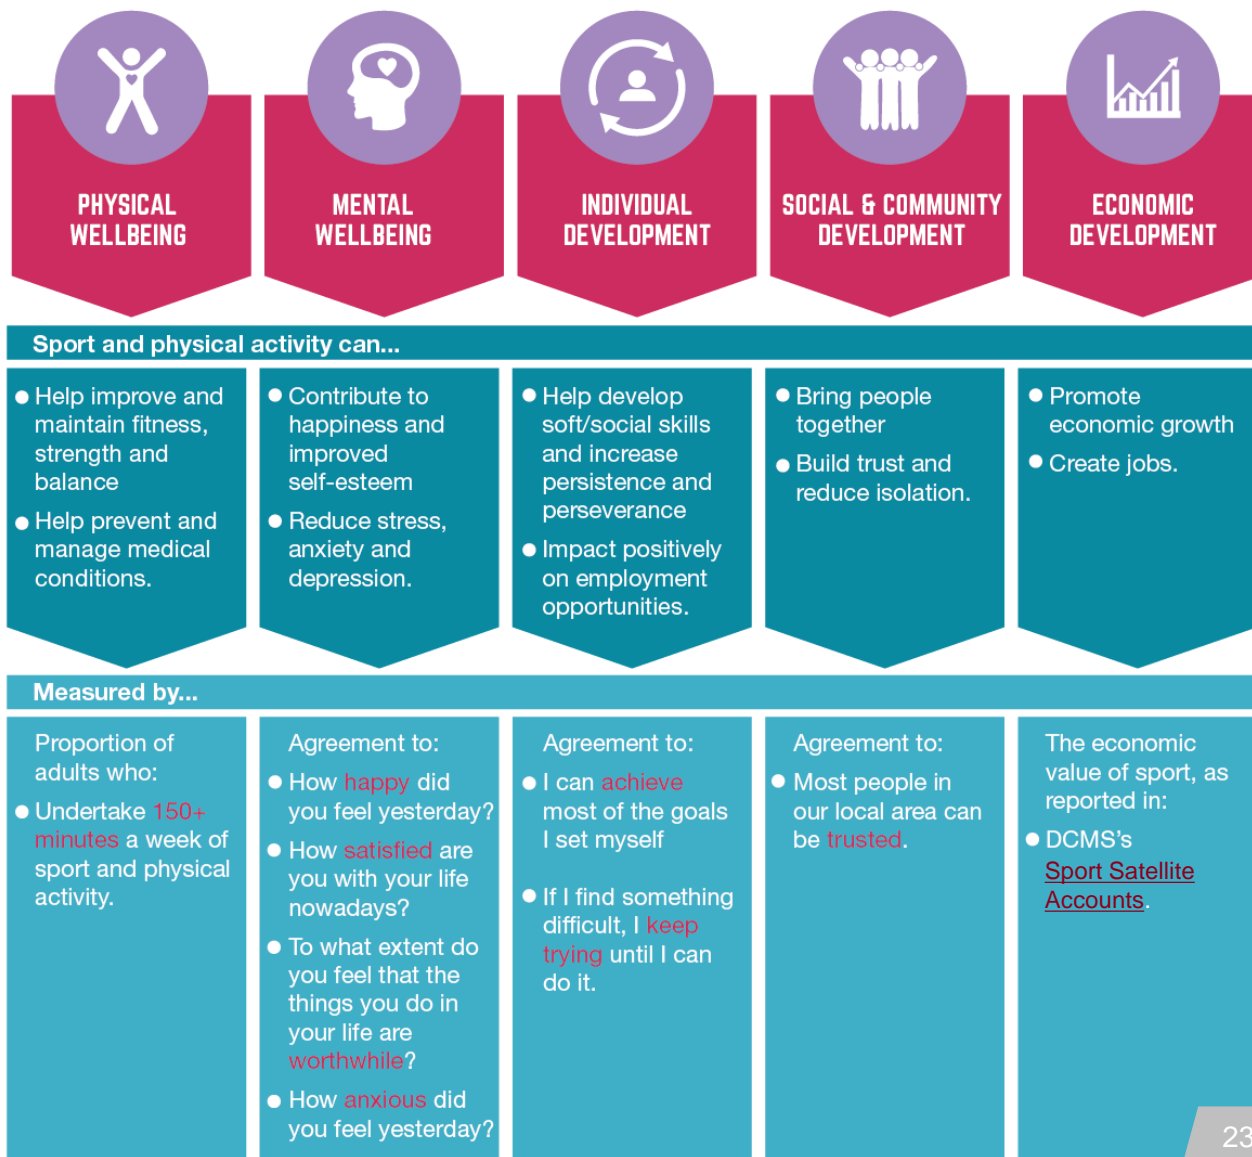 PHYSICAL
WELLBEING
MENTAL
WELLBEING
INDIVIDUAL
DEVELOPMENT
SOCIAL & COMMUNITY
DEVELOPMENT
ECONOMIC
DEVELOPMENT
Sport and physical activity can...
● Help improve and
maintain fitness,
strength and
balance
● Help prevent and
manage medical
conditions.
● Contribute to
happiness and
improved
self-esteem
● Reduce stress,
anxiety and
depression.
● Help develop
soft/social skills
and increase
persistence and
perseverance
● Impact positively
on employment
opportunities.
● Bring people
together
● Build trust and
reduce isolation.
● Promote
economic growth
● Create jobs.
Measured by...
Proportion of
adults who:
● Undertake 150+
minutes a week of
sport and physical
activity.
Agreement to:
● How happy did
you feel yesterday?
● How satisfied are
you with your life
nowadays?
● To what extent do
you feel that the
things you do in
your life are
worthwhile?
● How anxious did
you feel yesterday?
Agreement to:
● I can achieve
most of the goals
I set myself
● If I find something
difficult, I keep
trying until I can
do it.
Agreement to:
● Most people in
our local area can
be trusted.
The economic
value of sport, as
reported in:
● DCMS's
Sport Satellite
Accounts.
23